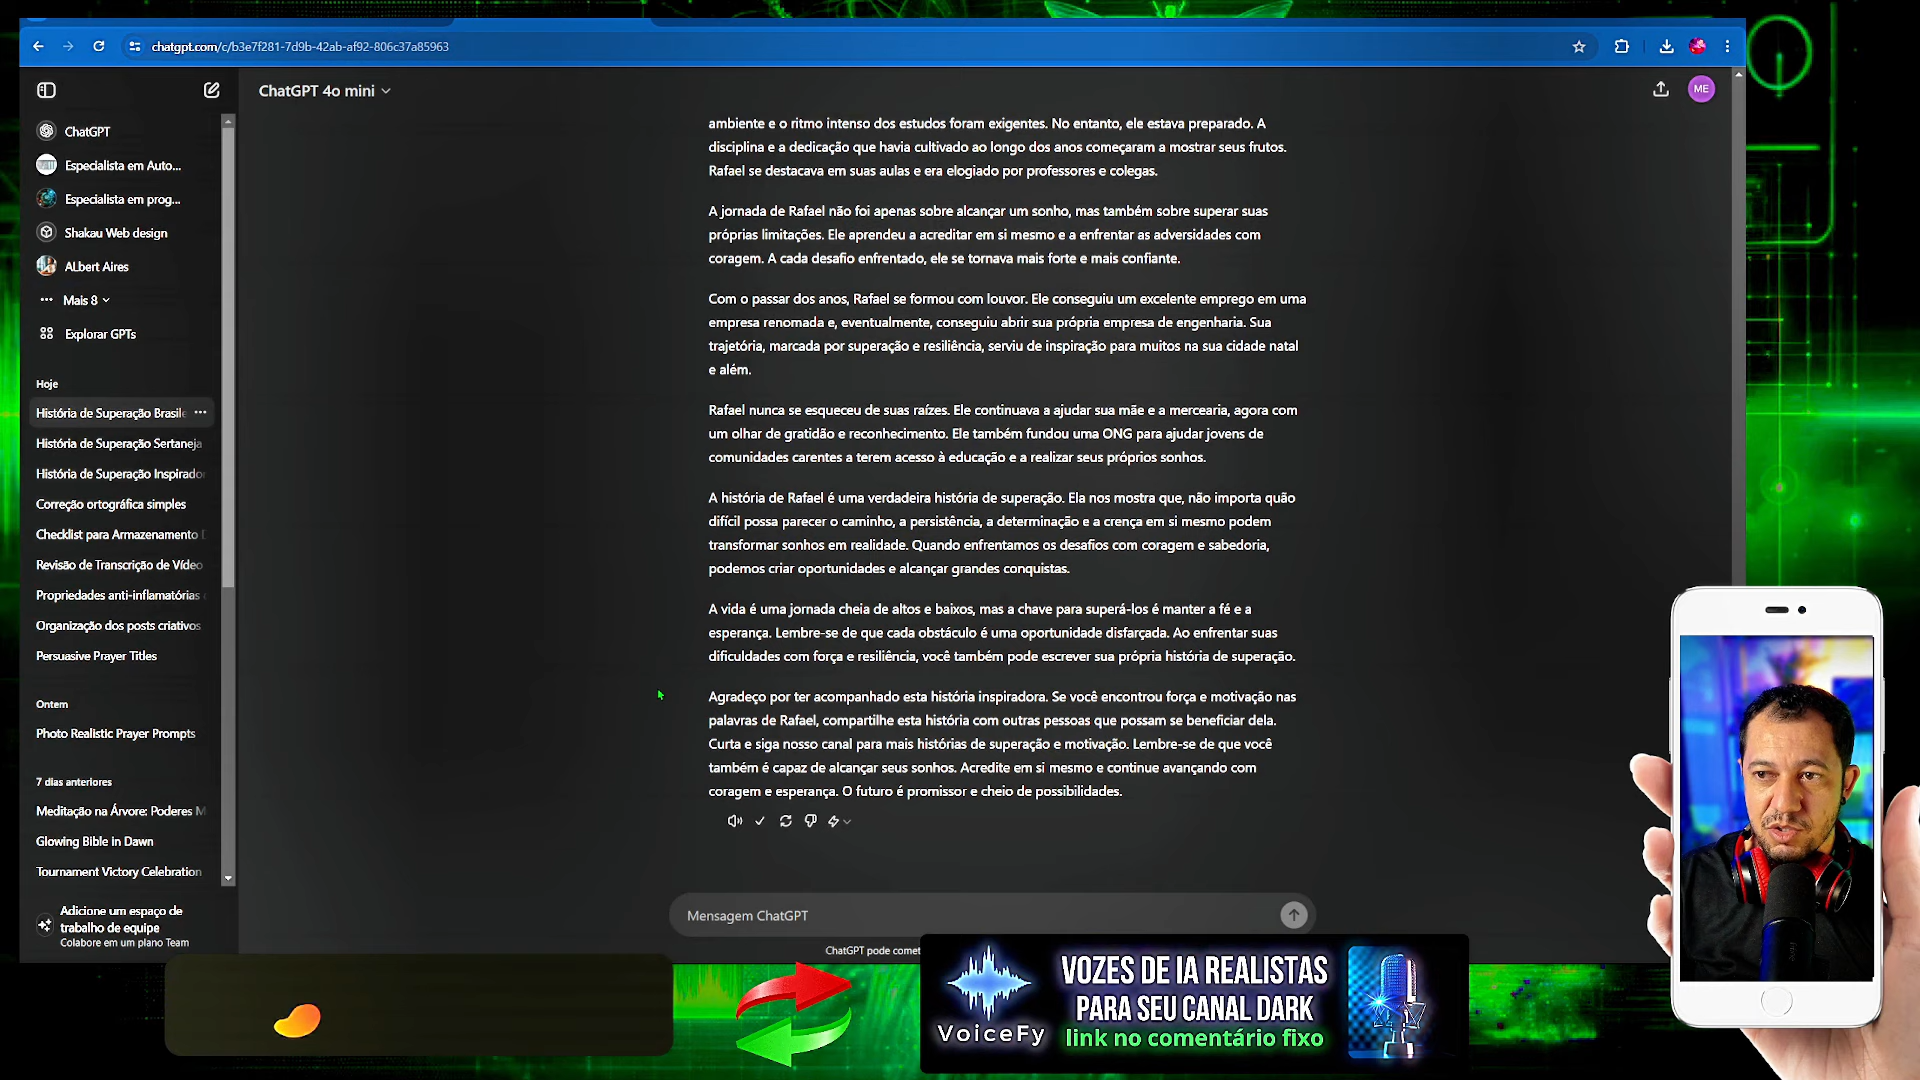 chatgpt.com/c/b3e7f281-7d9b-42ab-af92-806c37a85963
ChatGPT 4o mini
ME
ChatGPT
Especialista em Auto...
Especialista em prog...
Shakau Web design
ALbert Aires
Mais 8
Explorar GPTs
Hoje
História de Superação Brasile
História de Superação Sertaneja
História de Superação Inspirado
Correção ortográfica simples
Checklist para Armazenamento D
Revisão de Transcrição de Vídeo
Propriedades anti-inflamatórias
Organização dos posts criativos
Persuasive Prayer Titles
Ontem
Photo Realistic Prayer Prompts
7 dias anteriores
Meditação na Árvore: Poderes M
Glowing Bible in Dawn
Tournament Victory Celebration
Adicione um espaço de
trabalho de equipe
Colabore em um plano Team
ambiente e o ritmo intenso dos estudos foram exigentes. No entanto, ele estava preparado. A
disciplina e a dedicação que havia cultivado ao longo dos anos começaram a mostrar seus frutos.
Rafael se destacava em suas aulas e era elogiado por professores e colegas.
A jornada de Rafael não foi apenas sobre alcançar um sonho, mas também sobre superar suas
próprias limitações. Ele aprendeu a acreditar em si mesmo e a enfrentar as adversidades com
coragem. A cada desafio enfrentado, ele se tornava mais forte e mais confiante.
Com o passar dos anos, Rafael se formou com louvor. Ele conseguiu um excelente emprego em uma
empresa renomada e, eventualmente, conseguiu abrir sua própria empresa de engenharia. Sua
trajetória, marcada por superação e resiliência, serviu de inspiração para muitos na sua cidade natal
e além.
Rafael nunca se esqueceu de suas raízes. Ele continuava a ajudar sua mãe e a mercearia, agora com
um olhar de gratidão e reconhecimento. Ele também fundou uma ONG para ajudar jovens de
comunidades carentes a terem acesso à educação e a realizar seus próprios sonhos.
A história de Rafael é uma verdadeira história de superação. Ela nos mostra que, não importa quão
difícil possa parecer o caminho, a persistência, a determinação e a crença em si mesmo podem
transformar sonhos em realidade. Quando enfrentamos os desafios com coragem e sabedoria,
podemos criar oportunidades e alcançar grandes conquistas.
A vida é uma jornada cheia de altos e baixos, mas a chave para superá-los é manter a fé e a
esperança. Lembre-se de que cada obstáculo é uma oportunidade disfarçada. Ao enfrentar suas
dificuldades com força e resiliência, você também pode escrever sua própria história de superação.
Agradeço por ter acompanhado esta história inspiradora. Se você encontrou força e motivação nas
palavras de Rafael, compartilhe esta história com outras pessoas que possam se beneficiar dela.
Curta e siga nosso canal para mais histórias de superação e motivação. Lembre-se de que você
também é capaz de alcançar seus sonhos. Acredite em si mesmo e continue avançando com
coragem e esperança. O futuro é promissor e cheio de possibilidades.
Mensagem ChatGPT
ChatGPT pode comet
VoiceFy
VOZES DE IA REALISTAS
PARA SEU CANAL DARK
link no comentário fixo